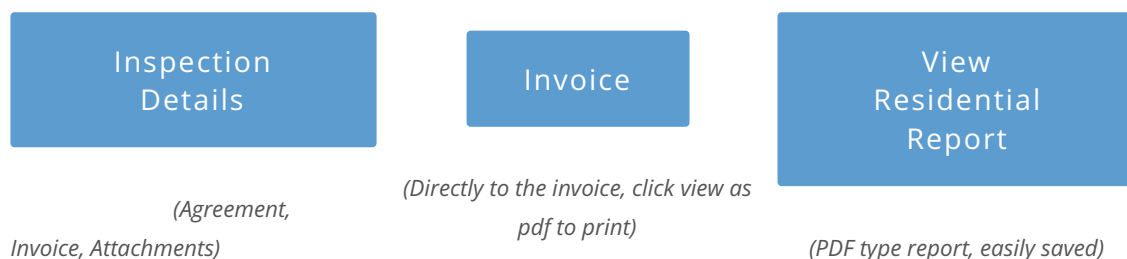 Inspection
Details
(Agreement,
Invoice, Attachments)
Invoice
(Directly to the invoice, click view as
pdf to print)
View
Residential
Report
(PDF type report, easily saved)